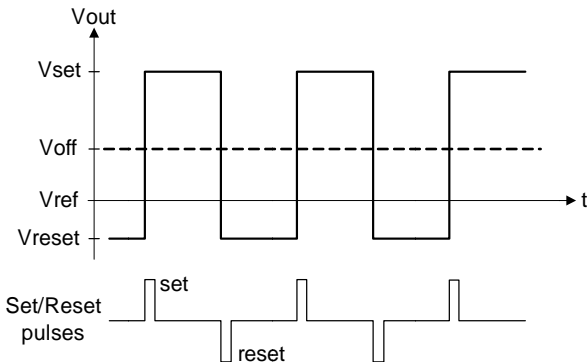 Vout
Vset
Voff
Vref
t
Vreset
set
Set/Reset
pulses
reset